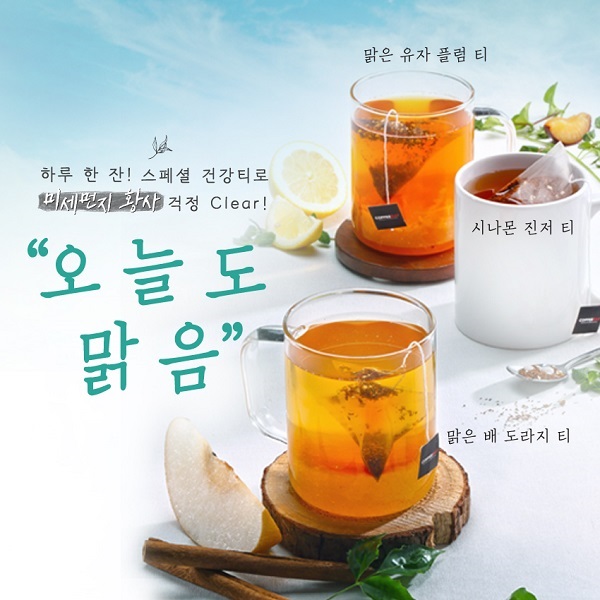 맑은 유자 플럼 티
하루 한 잔! 스페셜 건강티로
미세먼지 황사 걱정 Clear!
시나몬 진저 티
“오늘도
맑음”
맑은 배 도라지 티